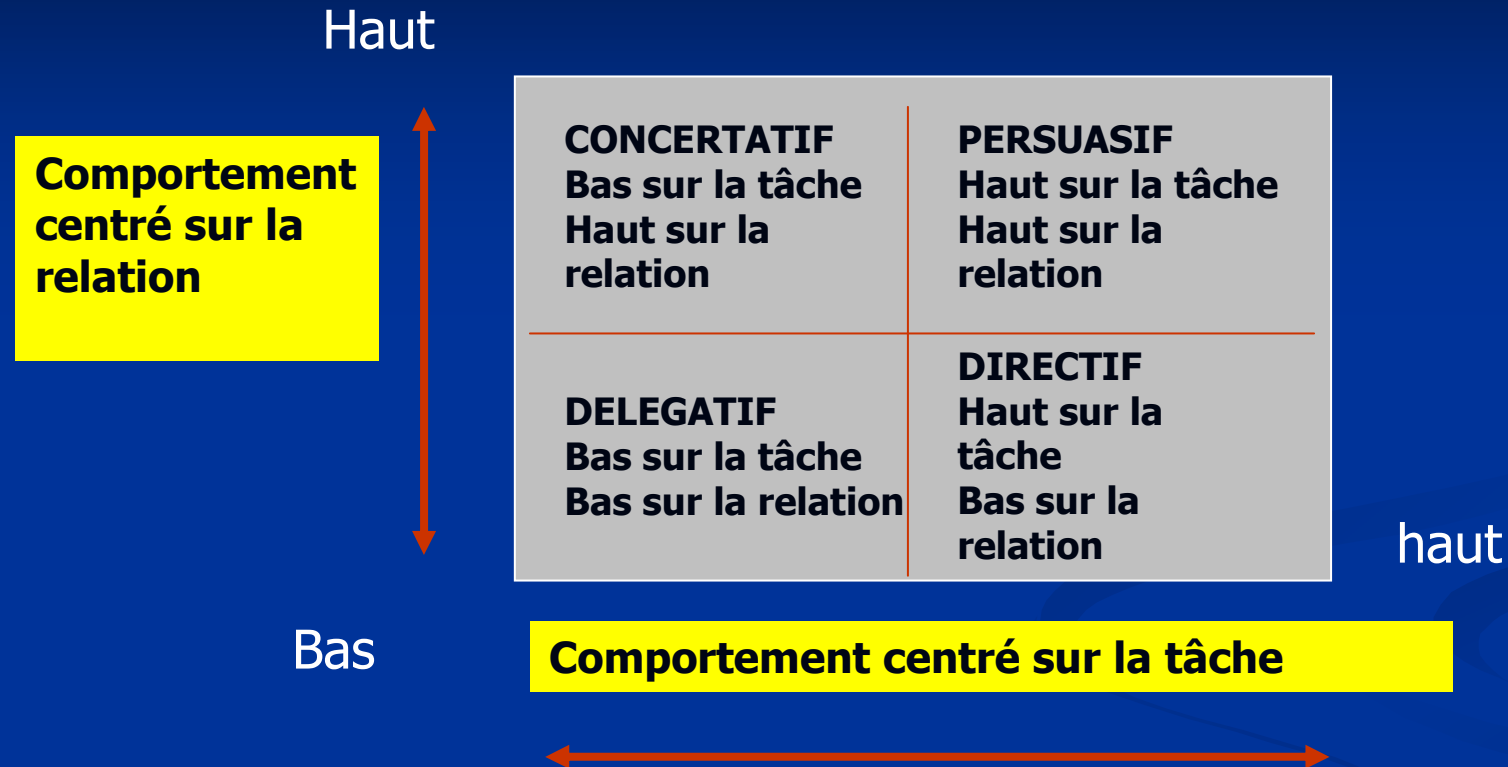 Haut
Comportement
centré sur la
relation
CONCERTATIF
Bas sur la tâche
Haut sur la
relation
PERSUASIF
Haut sur la tâche
Haut sur la
relation
DELEGATIF
Bas sur la tâche
Bas sur la relation
DIRECTIF
Haut sur la
tâche
Bas sur la
relation
haut
Bas
Comportement centré sur la tâche